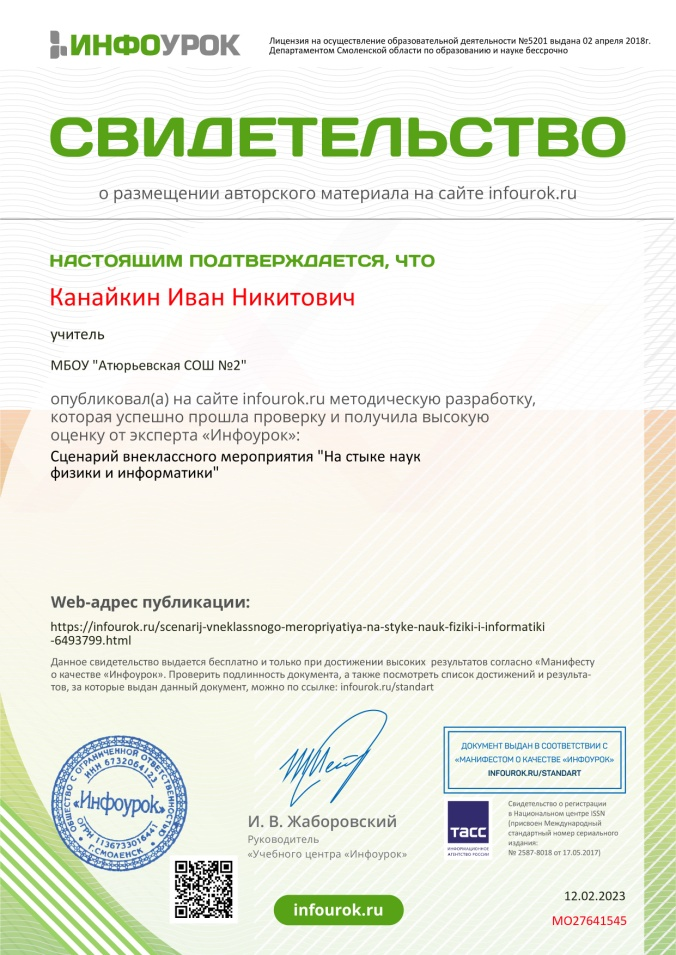 ИНФОУРОК
Лицензия на осуществление образовательной деятельности №5201 выдана 02 апреля 2018г.
Департаментом Смоленской области по образованию и науке бессрочно
СВИДЕТЕЛЬСТВО
о размещении авторского материала на сайте infourok.ru
НАСТОЯЩИМ ПОДТВЕРЖДАЕТСЯ, ЧТО
Канайкин Иван Никитович
учитель
МБОУ "Атюрьевская СОШ №2"
опубликовал(а) на сайте infourok.ru методическую разработку,
которая успешно прошла проверку и получила высокую
оценку от эксперта «Инфоурок»:
Сценарий внеклассного мероприятия "На стыке наук
физики и информатики"
Web-адрес публикации:
https://infourok.ru/scenarij-vneklassnogo-meropriyatiya-na-styke-nauk-fiziki-i-informatiki
-6493799.html
Данное свидетельство выдается бесплатно и только при достижении высоких результатов согласно «Манифесту
о качестве «Инфоурок». Проверить подлинность документа, а также посмотреть список достижений и результа-
тов, за которые выдан данный документ, можно по ссылке: infourok.ru/standart
ОБЩЕСТВО С ОГРАНИЧЕННОЙ ОТВЕТСТВЕННОСТЬЮ
ИНН 6732064123
«Инфоурок»
ОГРН 1136733016441
Г.СМОЛЕНСК
И. В. Жаборовский
Руководитель
«Учебного центра «Инфоурок»
ДОКУМЕНТ ВЫДАН В СООТВЕТСТВИИ С
«МАНИФЕСТОМ О КАЧЕСТВЕ «ИНФОУРОК»
INFOUROK.RU/STANDART
ТАСС
ИНФОРМАЦИОННОЕ
АГЕНТСТВО РОССИИ
Свидетельство о регистрации
в Национальном центре ISSN
(присвоен Международный
стандартный номер сериального
издания:
№ 2587-8018 от 17.05.2017)
infourok.ru
12.02.2023
МО27641545